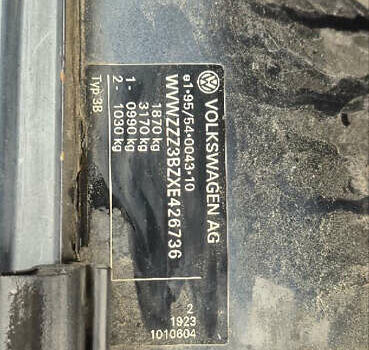 VOLKSWAGEN AG
e1*95/54*0043*10
WVWZZZ3BZXE426736
1870 kg
3170 kg
1- 0990 kg
2- 1030 kg
Typ 3B
2
1923
1010604